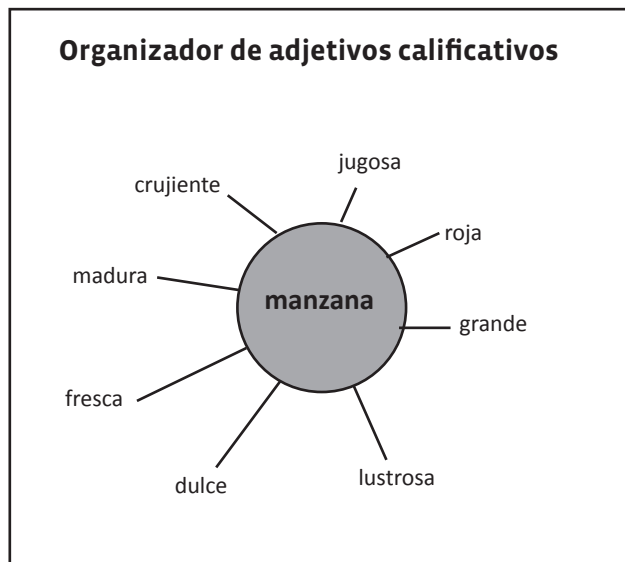 Organizador de adjetivos calificativos
jugosa
crujiente
roja
madura
manzana
grande
fresca
dulce
lustrosa